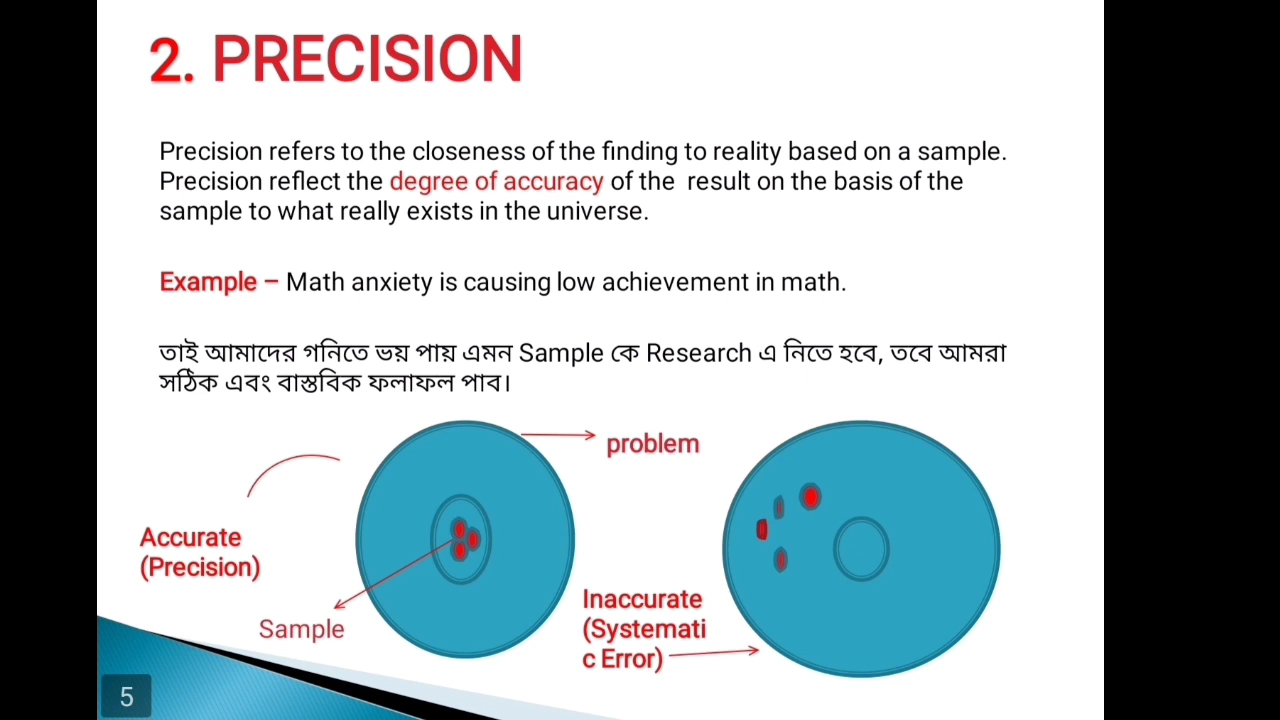 2. PRECISION
Precision refers to the closeness of the finding to reality based on a sample.
Precision reflect the degree of accuracy of the result on the basis of the
sample to what really exists in the universe.
Example – Math anxiety is causing low achievement in math.
তাই আমাদের গনিতে ভয় পায় এমন Sample কে Research এ নিতে হবে, তবে আমরা
সঠিক এবং বাস্তবিক ফলাফল পাব।
problem
Accurate
(Precision)
Sample
Inaccurate
(Systemati
c Error)
5